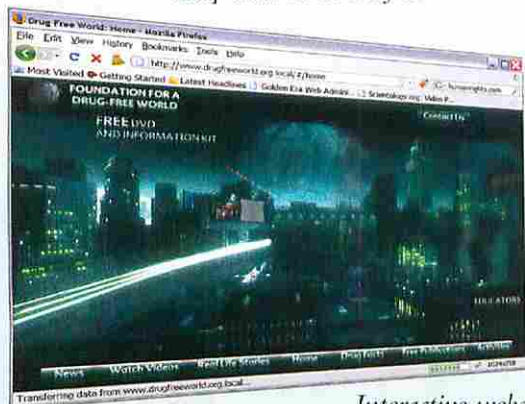 Drug Free World: Home - Mozilla Firefox
File Edit View History Bookmarks Tools Help
http://www.drugfreeworld.org.local/#/home
Most Visited Getting Started Latest Headlines Golden Era Web Admini... Scientology.org: Video P...
FOUNDATION FOR A
DRUG-FREE WORLD
Contact Us
FREE DVD
AND INFORMATION KIT
EDUCATORS
News Watch Videos Real Life Stories Home Drug Facts Free Publications
Transferring data from www.drugfreeworld.org.local...
Interactive